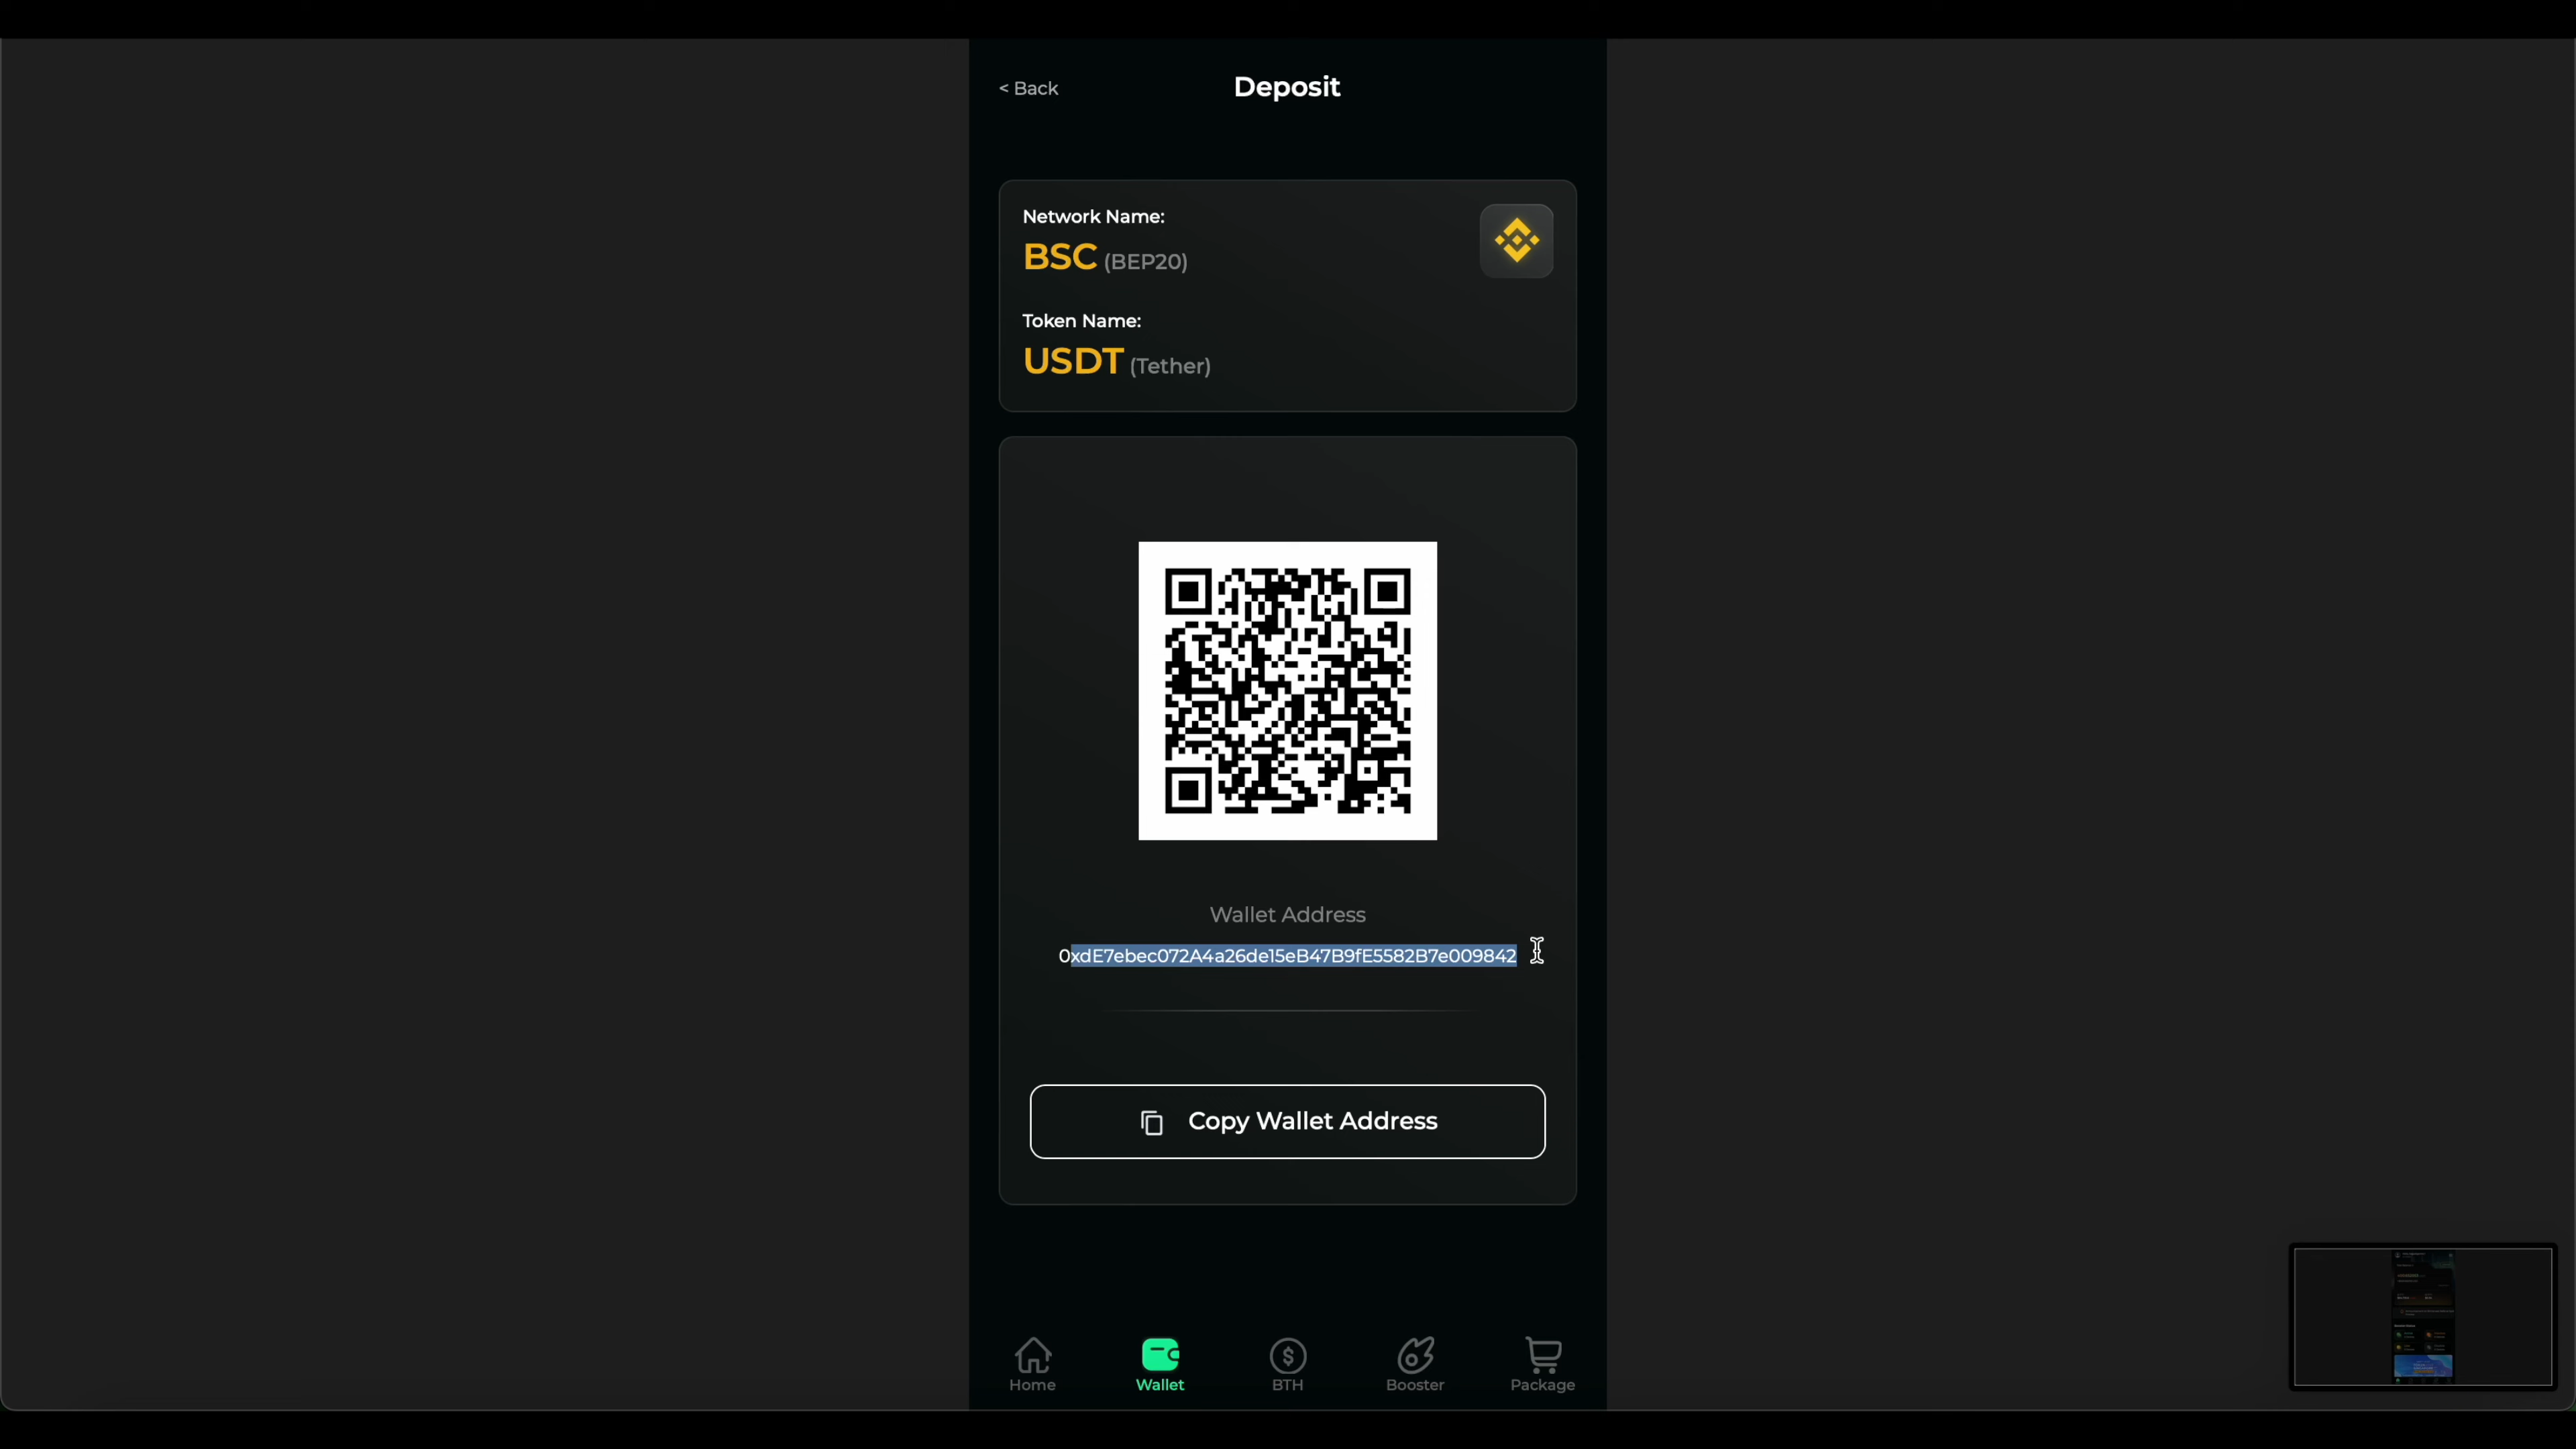 < Back
Deposit
Network Name:
BSC (BEP20)
Token Name:
USDT (Tether)
Wallet Address
0xdE7ebec072A4a26de15eB47B9fE5582B7e009842
Copy Wallet Address
Home
Wallet
BTH
Booster
Package